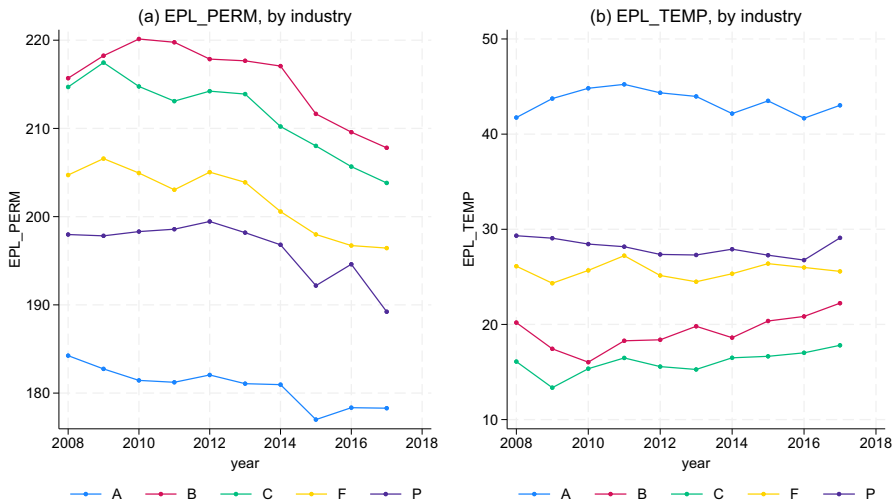 (a) EPL_PERM, by industry
EPL_PERM
220
210
200
190
180
2008 2010 2012 2014 2016 2018
year
A B C F P
(b) EPL_TEMP, by industry
EPL_TEMP
50
40
30
20
10
2008 2010 2012 2014 2016 2018
year
A B C F P